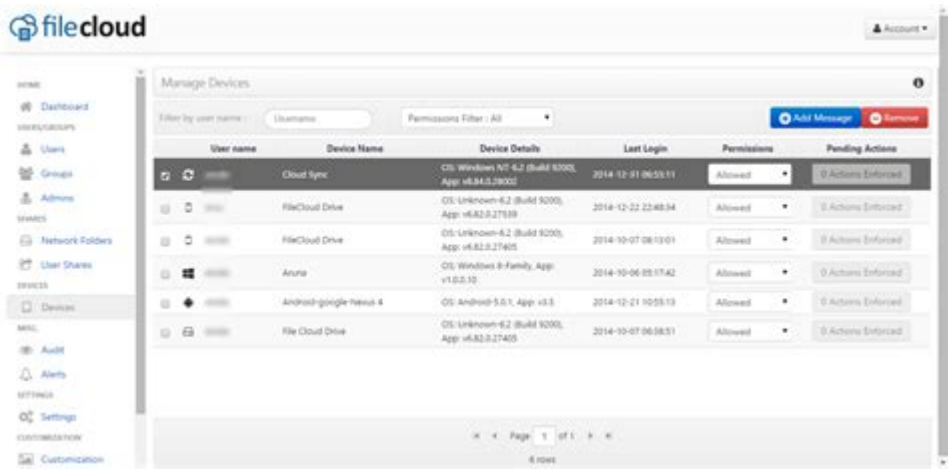 filecloud
Account
HOME
Dashboard
USERS/GROUPS
Users
Groups
Admins
SHARES
Network Folders
User Shares
DEVICES
Devices
MISC.
Audit
Alerts
SETTINGS
Settings
CUSTOMIZATION
Customization
Manage Devices
Filter by user name : Username Permissions Filter : All Add Message Remove
User name Device Name Device Details Last Login Permissions Pending Actions
Cloud Sync OS: Windows NT-6.2 (Build 9200), App: v6.84.0.28002 2014-12-31 06:55:11 Allowed 0 Actions Enforced
FileCloud Drive OS: Unknown-6.2 (Build 9200), App: v6.82.0.27539 2014-12-22 22:48:34 Allowed 0 Actions Enforced
FileCloud Drive OS: Unknown-6.2 (Build 9200), App: v6.82.0.27405 2014-10-07 08:13:01 Allowed 0 Actions Enforced
Aruna OS: Windows 8-Family, App: v1.0.0.10 2014-10-06 05:17:42 Allowed 0 Actions Enforced
Android-google-Nexus 4 OS: Android-5.0.1, App: v3.5 2014-12-21 10:55:13 Allowed 0 Actions Enforced
File Cloud Drive OS: Unknown-6.2 (Build 9200), App: v6.82.0.27405 2014-10-07 06:38:51 Allowed 0 Actions Enforced
Page 1 of 1
6 rows